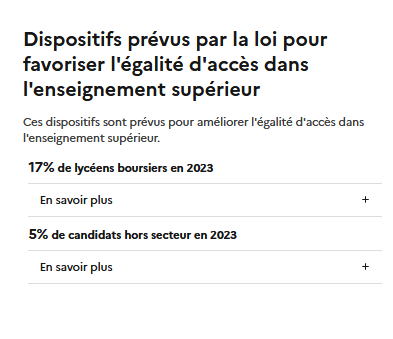 Dispositifs prévus par la loi pour
favoriser l'égalité d'accès dans
l'enseignement supérieur
Ces dispositifs sont prévus pour améliorer l'égalité d'accès dans
l'enseignement supérieur.
17% de lycéens boursiers en 2023
En savoir plus +
5% de candidats hors secteur en 2023
En savoir plus +